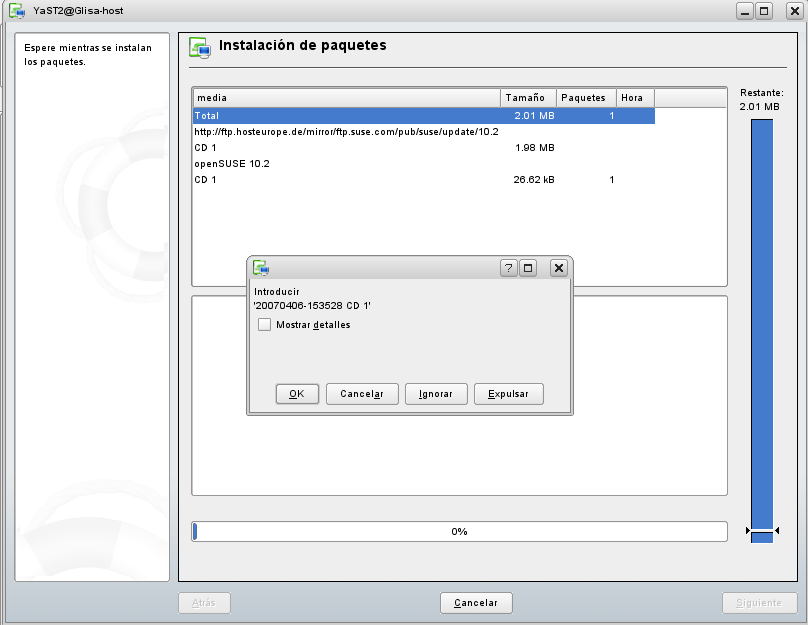 YaST2@Glisa-host
Espere mientras se instalan
los paquetes.
Instalación de paquetes
media Tamaño Paquetes Hora
Total 2.01 MB 1
http://ftp.hosteurope.de/mirror/ftp.suse.com/pub/suse/update/10.2
CD 1 1.98 MB
openSUSE 10.2
CD 1 26.62 kB 1
Restante:
2.01 MB
Introducir
'20070406-153528 CD 1'
Mostrar detalles
OK Cancelar Ignorar Expulsar
0%
Atrás Cancelar Siguiente